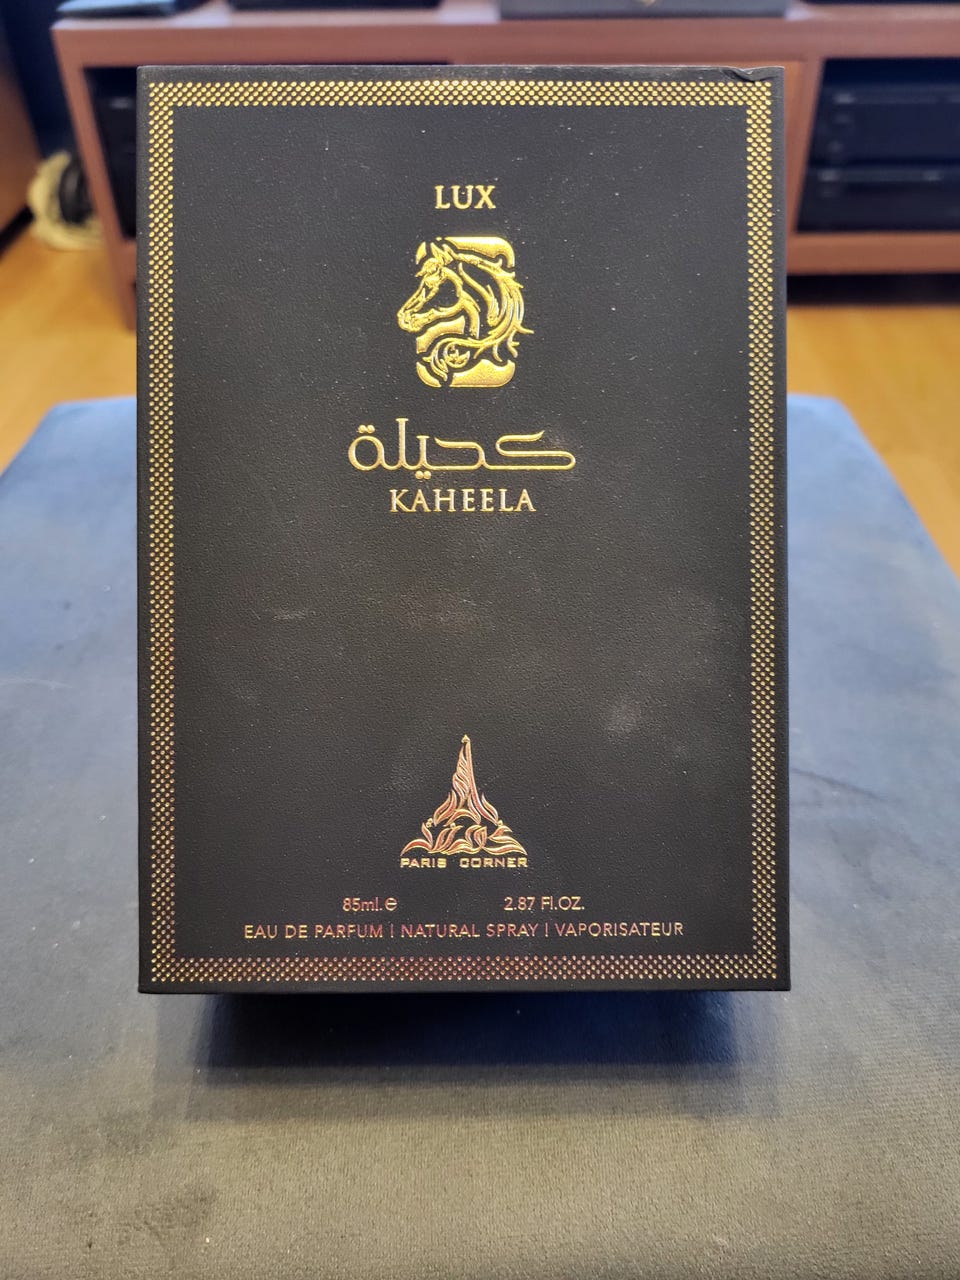 LUX
كحيلة
KAHEELA
PARIS CORNER
85ml.℮ 2.87 Fl.OZ.
EAU DE PARFUM | NATURAL SPRAY | VAPORISATEUR